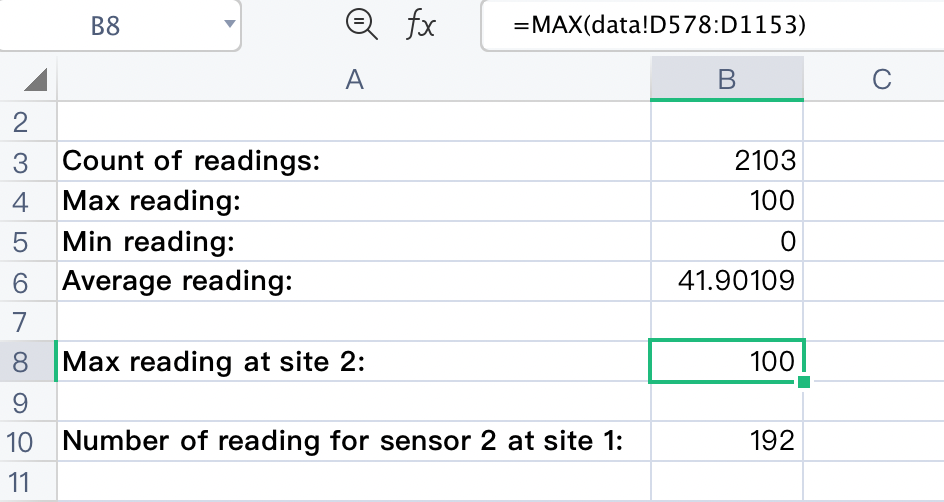 B8 fx =MAX(data!D578:D1153)
A B C
2
3 Count of readings: 2103
4 Max reading: 100
5 Min reading: 0
6 Average reading: 41.90109
7
8 Max reading at site 2: 100
9
10 Number of reading for sensor 2 at site 1: 192
11